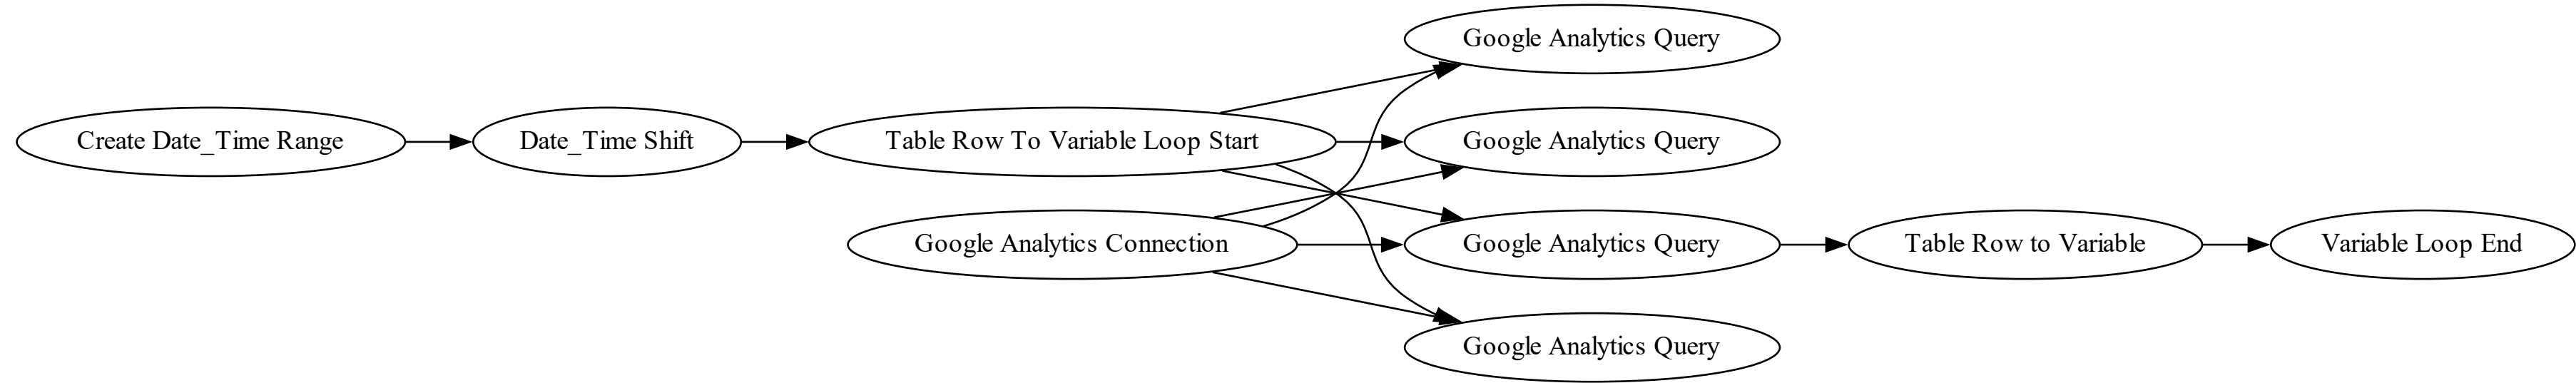 Google Analytics Query
Create Date_Time Range
Date_Time Shift
Table Row To Variable Loop Start
Google Analytics Query
Google Analytics Connection
Google Analytics Query
Table Row to Variable
Variable Loop End
Google Analytics Query